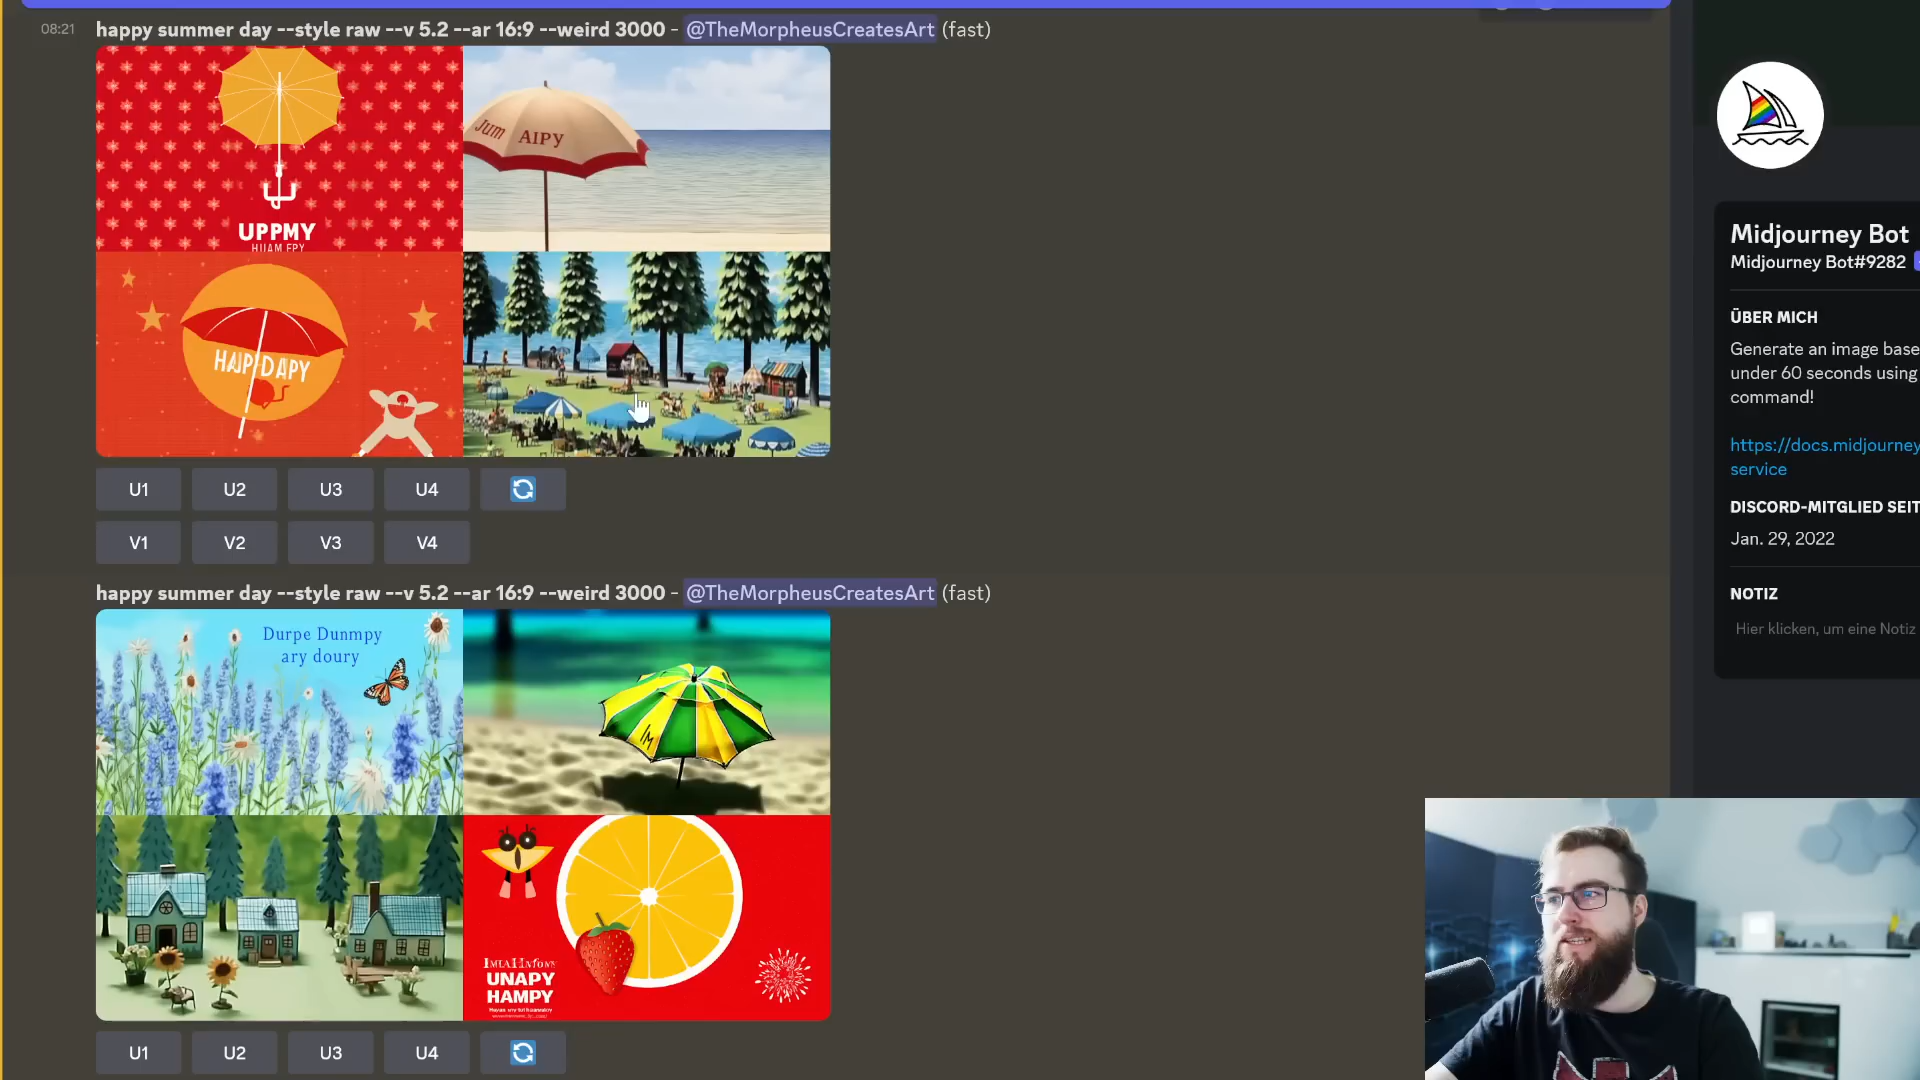 08:21 happy summer day --style raw --v 5.2 --ar 16:9 --weird 3000 - @TheMorpheusCreatesArt (fast)
UPPMY
HUAM FPY
Jum AIPY
HAIPDAPY
U1 U2 U3 U4
V1 V2 V3 V4
happy summer day --style raw --v 5.2 --ar 16:9 --weird 3000 - @TheMorpheusCreatesArt (fast)
Durpe Dunmpy
ary doury
IM
UNAPY
HAMPY
U1 U2 U3 U4
Midjourney Bot
Midjourney Bot#9282
ÜBER MICH
Generate an image base
under 60 seconds using
command!
https://docs.midjourney
service
DISCORD-MITGLIED SEIT
Jan. 29, 2022
NOTIZ
Hier klicken, um eine Notiz